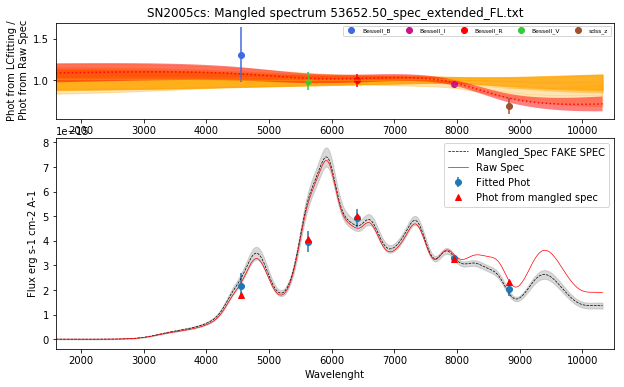 SN2005cs: Mangled spectrum 53652.50_spec_extended_FL.txt
Phot from LCfitting /
Phot from Raw Spec
1.5
1.0
Bessell_B
Bessell_I
Bessell_R
Bessell_V
sdss_z
2000 3000 4000 5000 6000 7000 8000 9000 10000
Flux erg s-1 cm-2 A-1
8
7
6
5
4
3
2
1
0
Mangled_Spec FAKE SPEC
Raw Spec
Fitted Phot
Phot from mangled spec
2000 3000 4000 5000 6000 7000 8000 9000 10000
Wavelenght